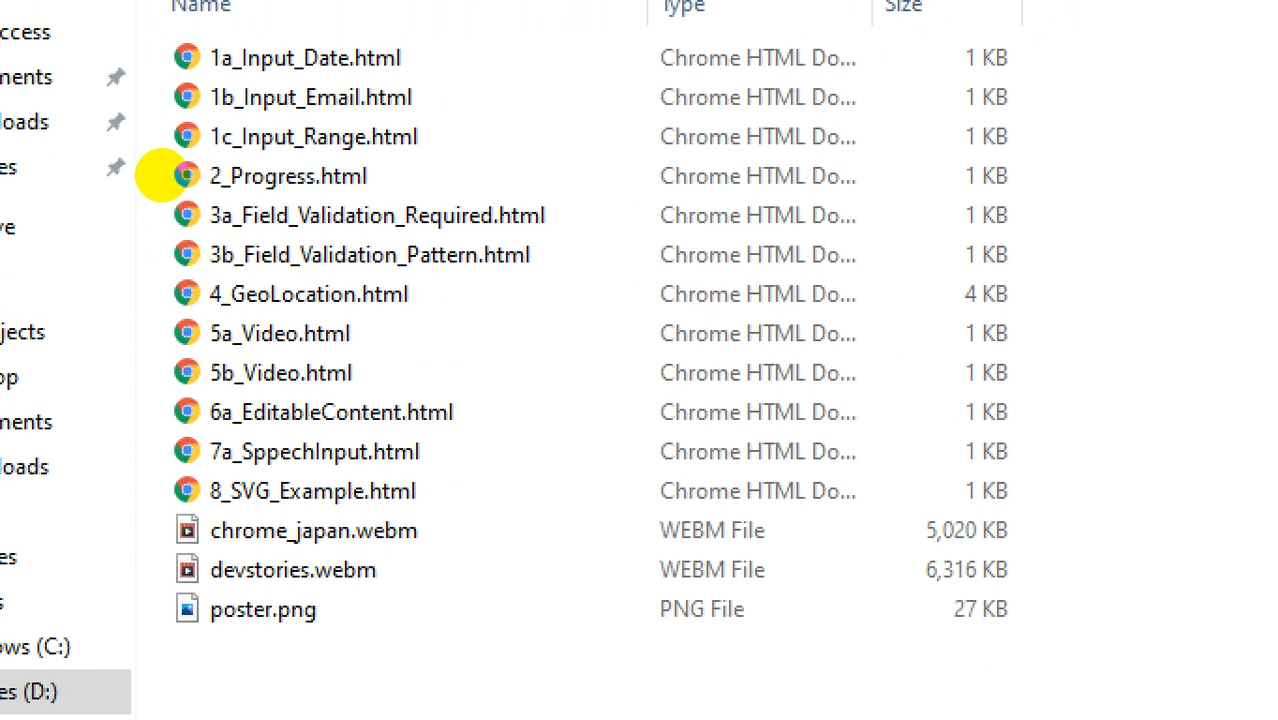 Name Type Size
ccess
ments
loads
es
ve
jects
op
ments
loads
es
s
ows (C:)
es (D:)
1a_Input_Date.html Chrome HTML Do... 1 KB
1b_Input_Email.html Chrome HTML Do... 1 KB
1c_Input_Range.html Chrome HTML Do... 1 KB
2_Progress.html Chrome HTML Do... 1 KB
3a_Field_Validation_Required.html Chrome HTML Do... 1 KB
3b_Field_Validation_Pattern.html Chrome HTML Do... 1 KB
4_GeoLocation.html Chrome HTML Do... 4 KB
5a_Video.html Chrome HTML Do... 1 KB
5b_Video.html Chrome HTML Do... 1 KB
6a_EditableContent.html Chrome HTML Do... 1 KB
7a_SppechInput.html Chrome HTML Do... 1 KB
8_SVG_Example.html Chrome HTML Do... 1 KB
chrome_japan.webm WEBM File 5,020 KB
devstories.webm WEBM File 6,316 KB
poster.png PNG File 27 KB